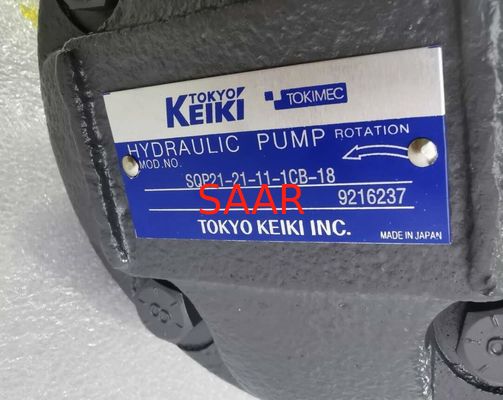 TOKYO
KEIKI TOKIMEC
HYDRAULIC PUMP ROTATION
MOD.NO.
SQP21-21-11-1CB-18
SAAR
9216237
TOKYO KEIKI INC.
MADE IN JAPAN
8